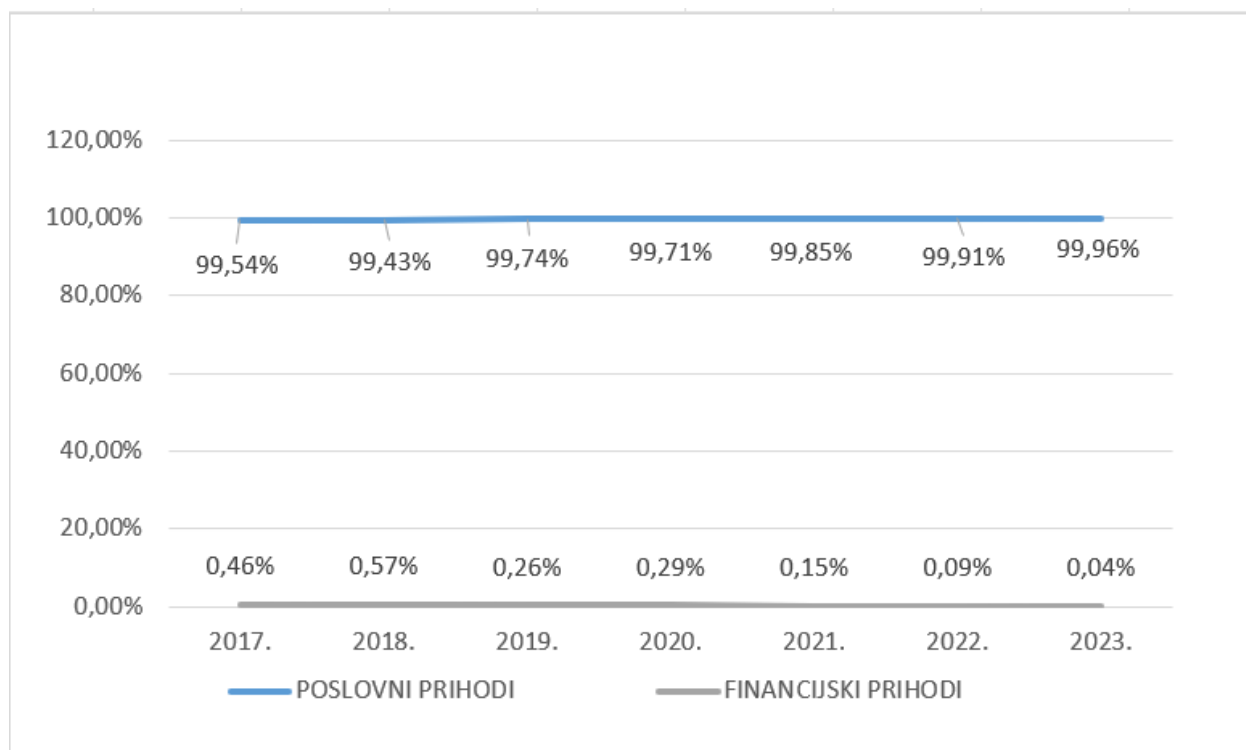 120,00%
100,00%
99,54% 99,43% 99,74% 99,71% 99,85% 99,91% 99,96%
80,00%
60,00%
40,00%
20,00%
0,46% 0,57% 0,26% 0,29% 0,15% 0,09% 0,04%
0,00%
2017. 2018. 2019. 2020. 2021. 2022. 2023.
POSLOVNI PRIHODI FINANCIJSKI PRIHODI